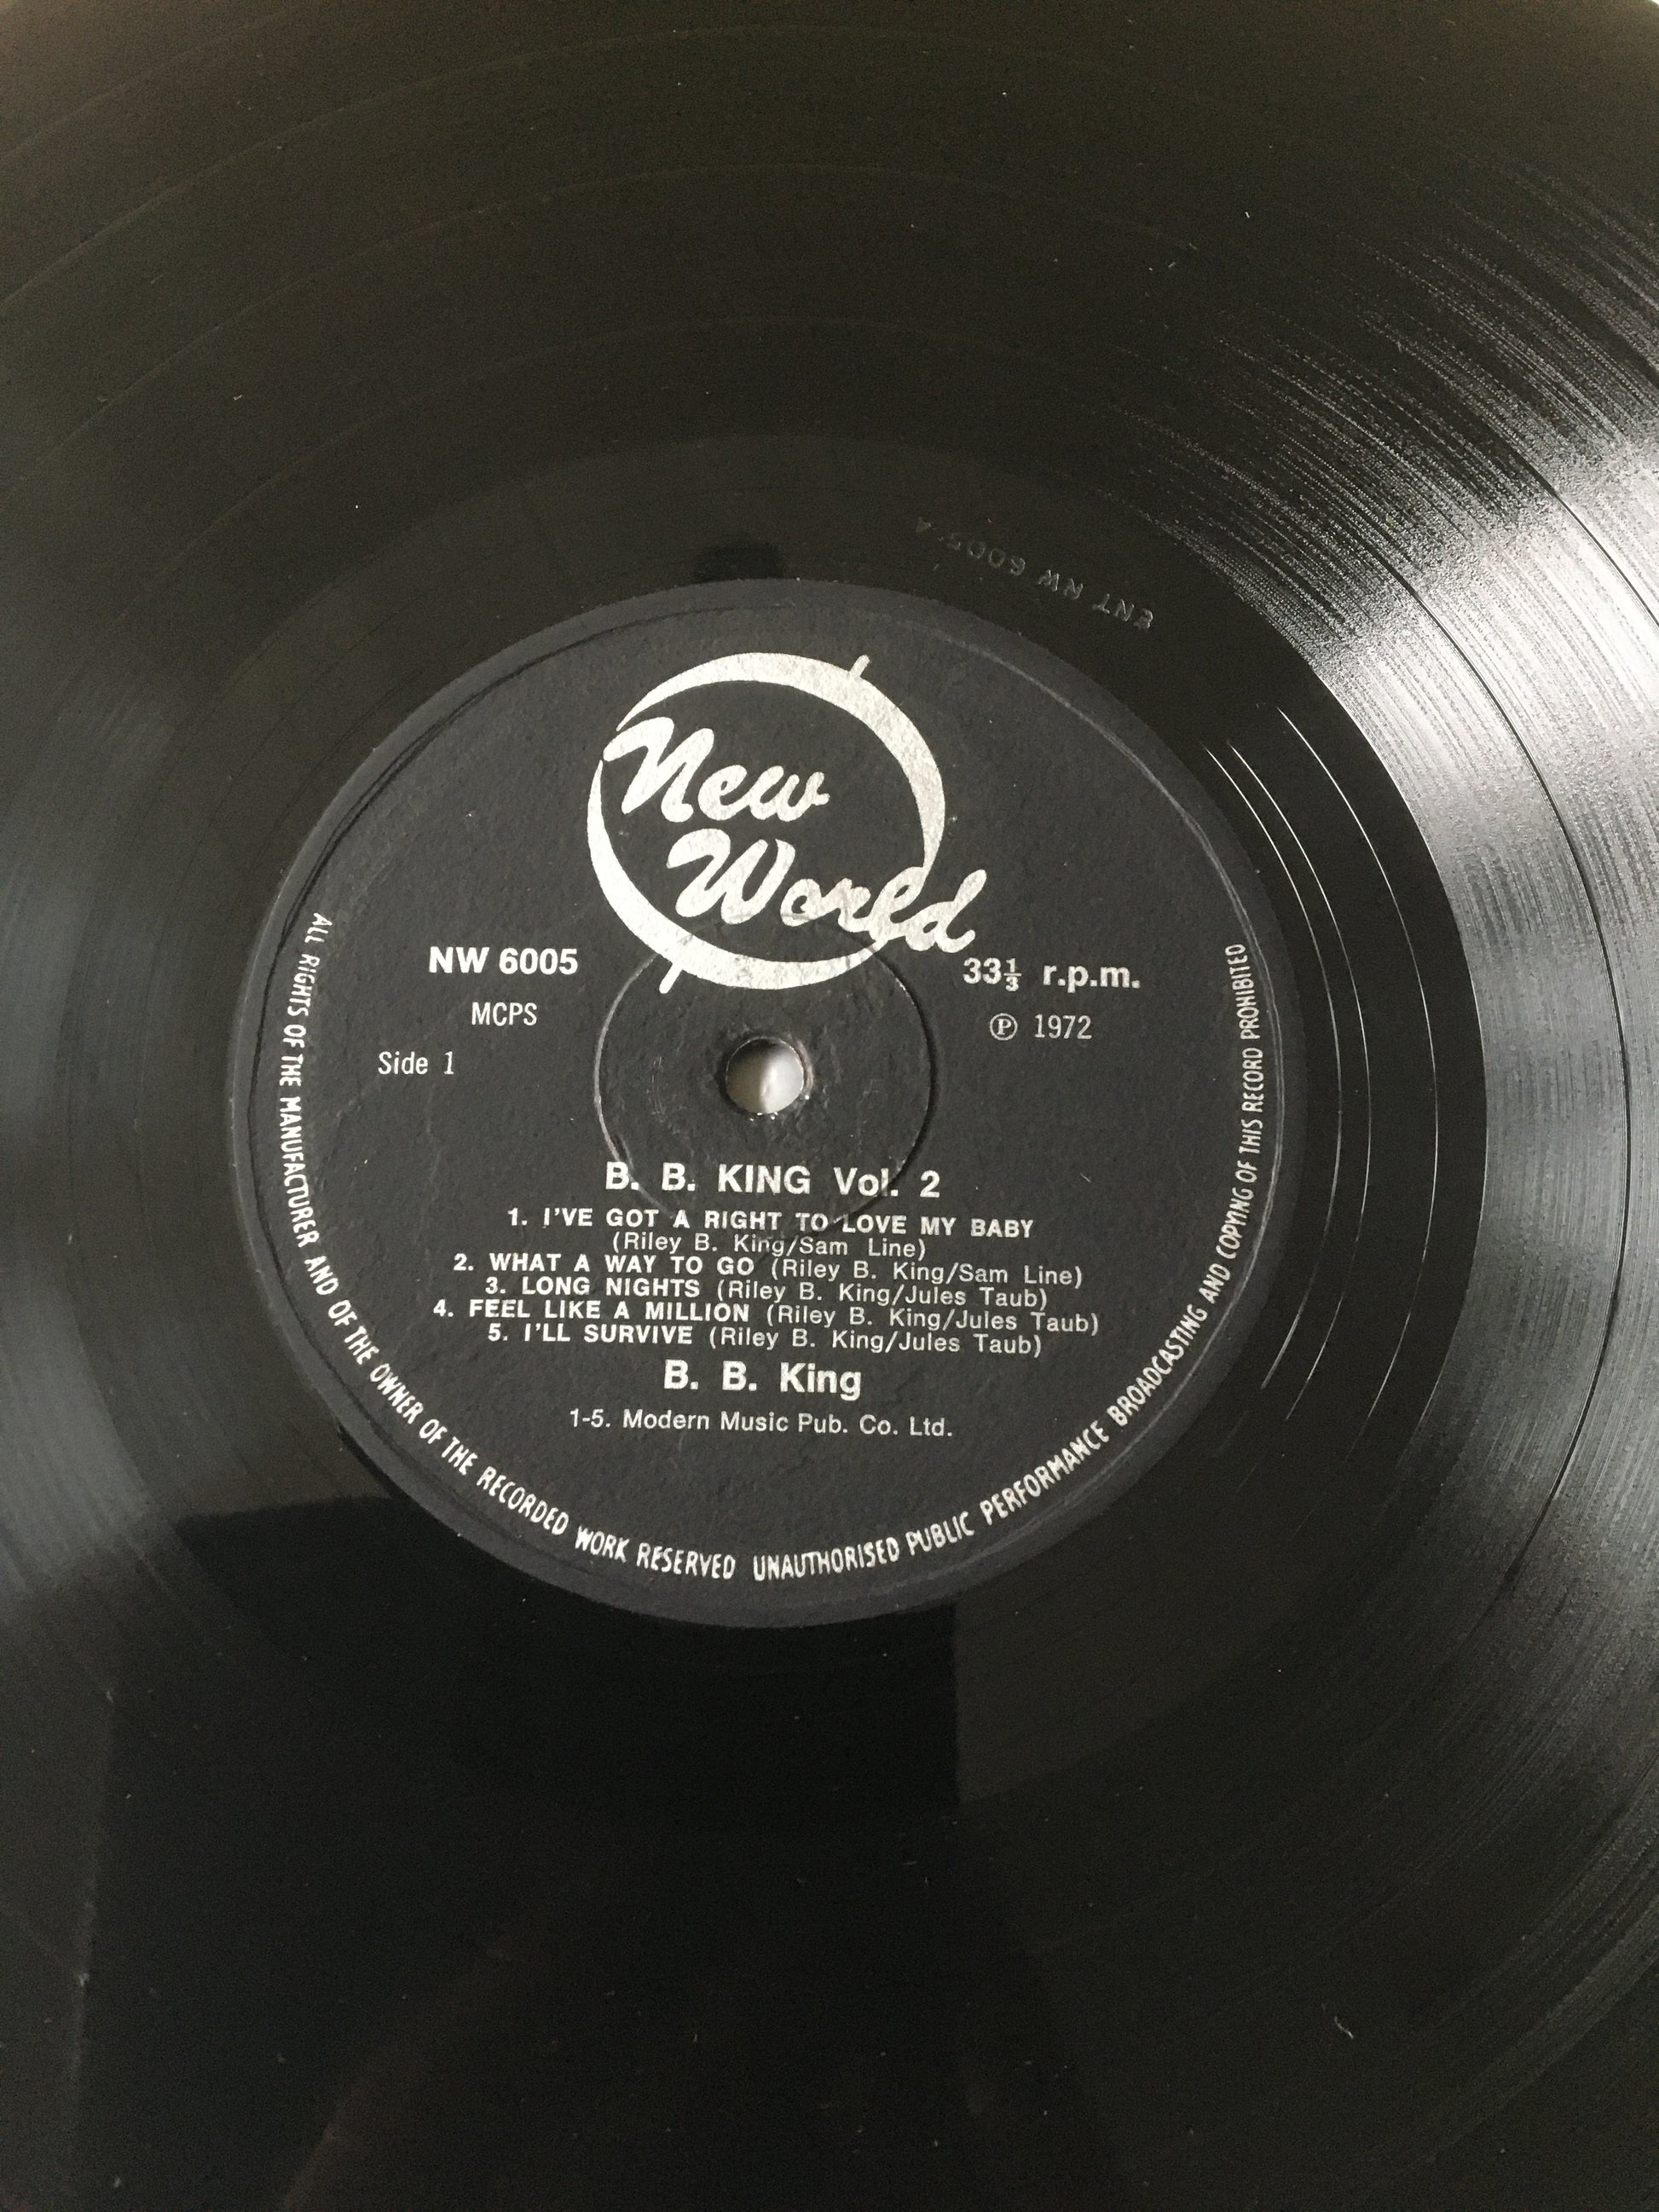 ENT NW 6005 A
New
World
NW 6005
33⅓ r.p.m.
MCPS
℗ 1972
Side 1
B. B. KING Vol. 2
1. I'VE GOT A RIGHT TO LOVE MY BABY
(Riley B. King/Sam Line)
2. WHAT A WAY TO GO (Riley B. King/Sam Line)
3. LONG NIGHTS (Riley B. King/Jules Taub)
4. FEEL LIKE A MILLION (Riley B. King/Jules Taub)
5. I'LL SURVIVE (Riley B. King/Jules Taub)
B. B. King
1-5. Modern Music Pub. Co. Ltd.
ALL RIGHTS OF THE MANUFACTURER AND OF THE OWNER OF THE RECORDED WORK RESERVED UNAUTHORISED PUBLIC PERFORMANCE BROADCASTING AND COPYING OF THIS RECORD PROHIBITED